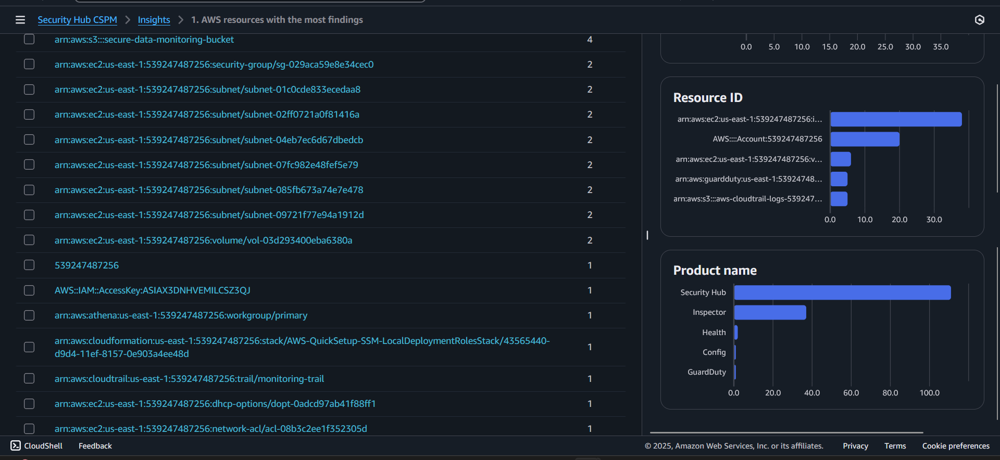 Security Hub CSPM > Insights > 1. AWS resources with the most findings
arn:aws:s3:::secure-data-monitoring-bucket 4
arn:aws:ec2:us-east-1:539247487256:security-group/sg-029aca59e8e34cec0 2
arn:aws:ec2:us-east-1:539247487256:subnet/subnet-01c0cde833ecedaa8 2
arn:aws:ec2:us-east-1:539247487256:subnet/subnet-02ff0721a0f81416a 2
arn:aws:ec2:us-east-1:539247487256:subnet/subnet-04eb7ec6d67dbedcb 2
arn:aws:ec2:us-east-1:539247487256:subnet/subnet-07fc982e48fef5e79 2
arn:aws:ec2:us-east-1:539247487256:subnet/subnet-085fb673a74e7e478 2
arn:aws:ec2:us-east-1:539247487256:subnet/subnet-09721f77e94a1912d 2
arn:aws:ec2:us-east-1:539247487256:volume/vol-03d293400eba6380a 2
539247487256 1
AWS::IAM::AccessKey:ASIAX3DNHVEMILCSZ3QJ 1
arn:aws:athena:us-east-1:539247487256:workgroup/primary 1
arn:aws:cloudformation:us-east-1:539247487256:stack/AWS-QuickSetup-SSM-LocalDeploymentRolesStack/43565440-
d9d4-11ef-8157-0e903a4ee48d 1
arn:aws:cloudtrail:us-east-1:539247487256:trail/monitoring-trail 1
arn:aws:ec2:us-east-1:539247487256:dhcp-options/dopt-0adcd97ab41f88ff1 1
arn:aws:ec2:us-east-1:539247487256:network-acl/acl-08b3c2ee1f352305d 1
0.0 5.0 10.0 15.0 20.0 25.0 30.0 35.0
Resource ID
arn:aws:ec2:us-east-1:539247487256:i...
AWS::::Account:539247487256
arn:aws:ec2:us-east-1:539247487256:v...
arn:aws:guardduty:us-east-1:53924748...
arn:aws:s3:::aws-cloudtrail-logs-539247...
0.0 10.0 20.0 30.0
Product name
Security Hub
Inspector
Health
Config
GuardDuty
0.0 20.0 40.0 60.0 80.0 100.0
CloudShell Feedback
© 2025, Amazon Web Services, Inc. or its affiliates. Privacy Terms Cookie preferences